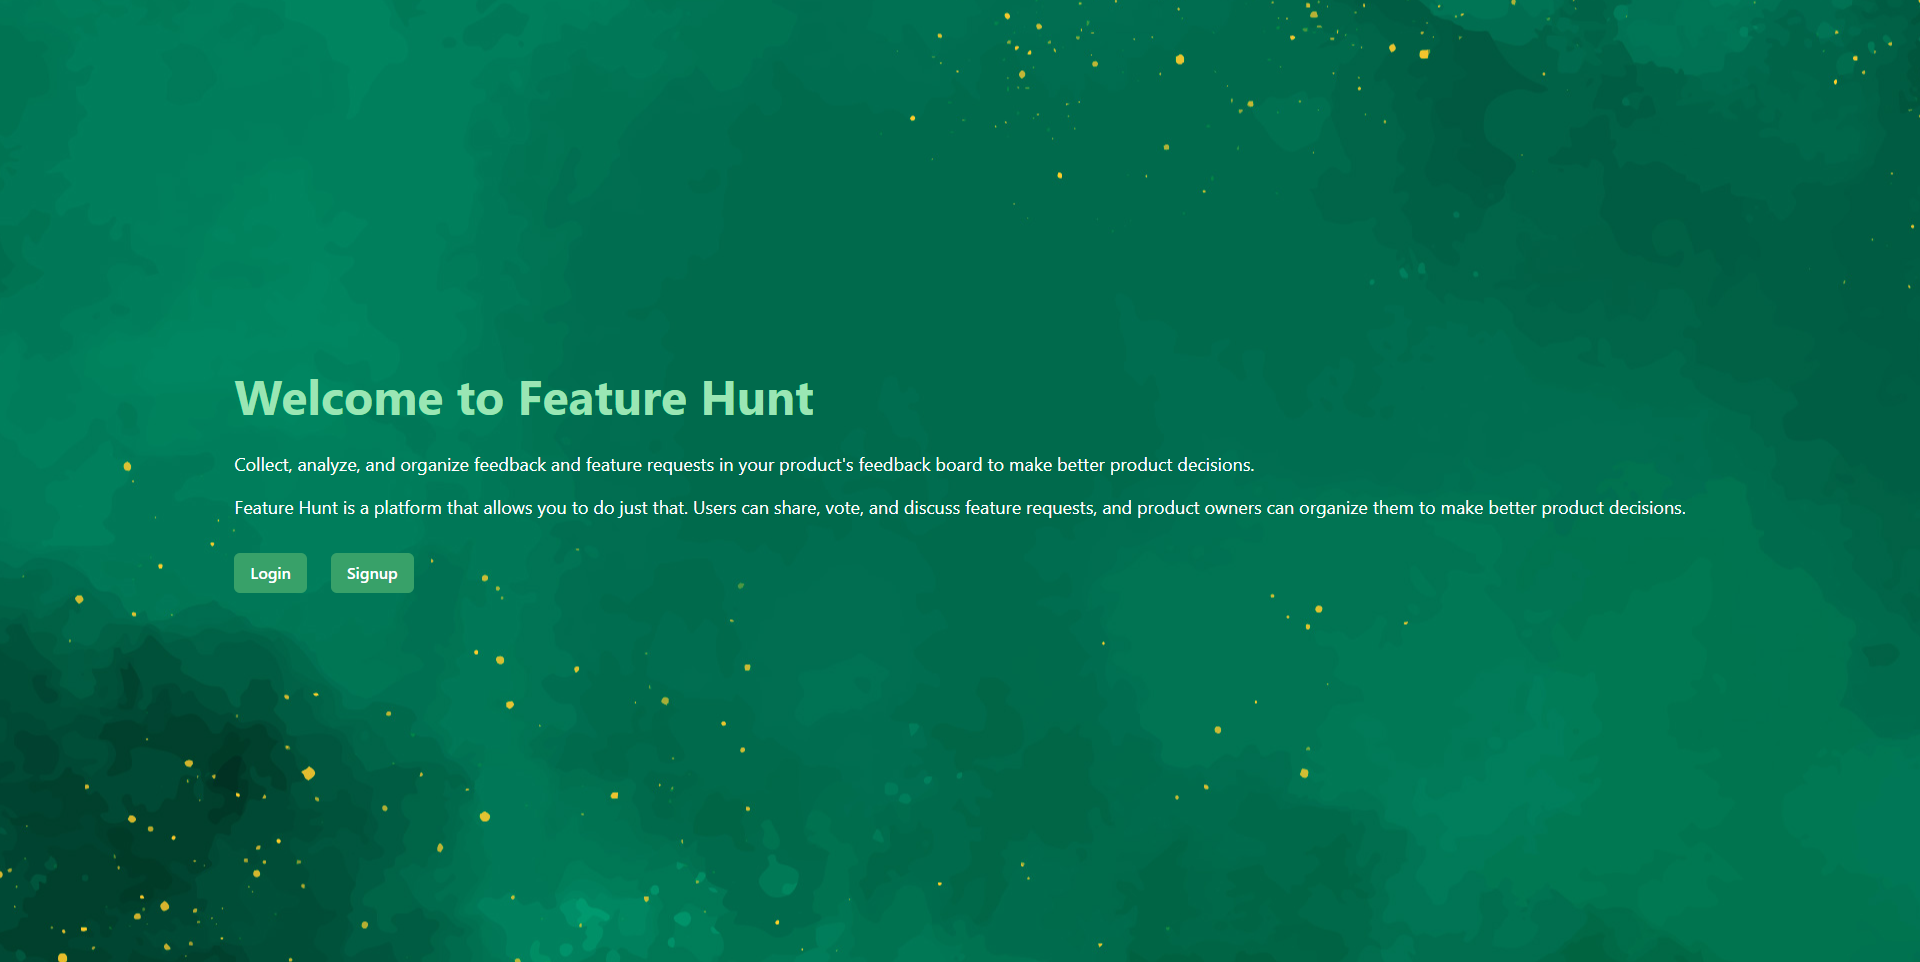 Welcome to Feature Hunt
Collect, analyze, and organize feedback and feature requests in your product's feedback board to make better product decisions.
Feature Hunt is a platform that allows you to do just that. Users can share, vote, and discuss feature requests, and product owners can organize them to make better product decisions.
Login Signup